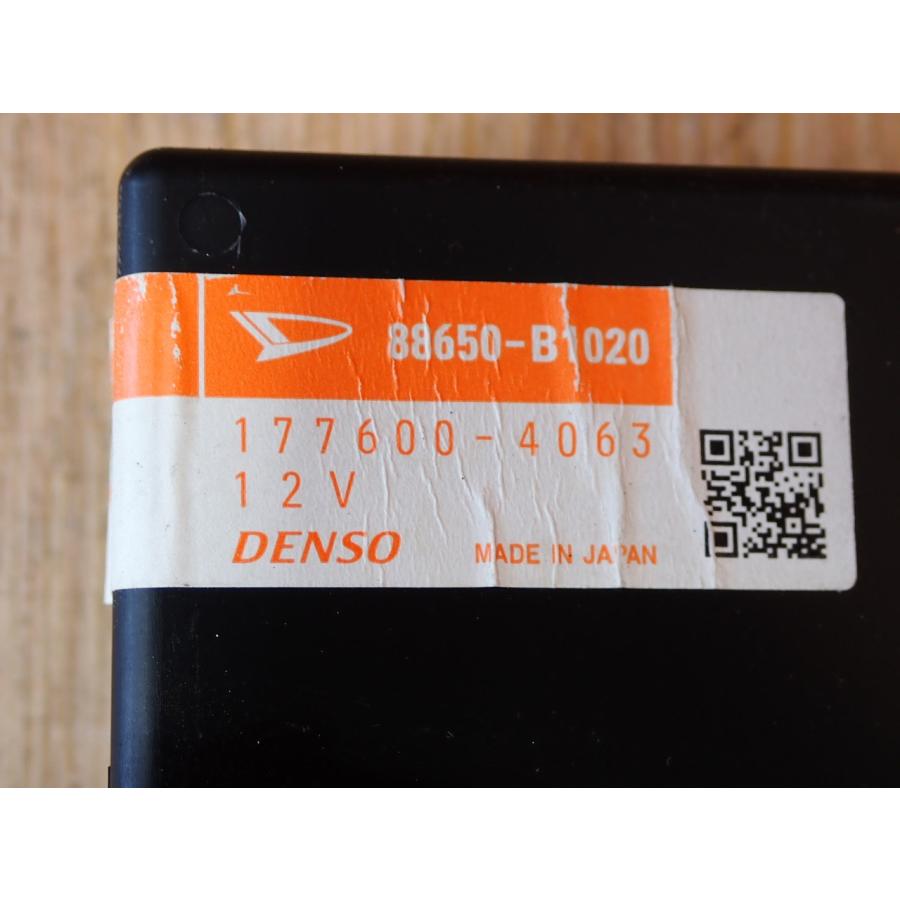 88650-B1020
177600-4063
12V
DENSO MADE IN JAPAN